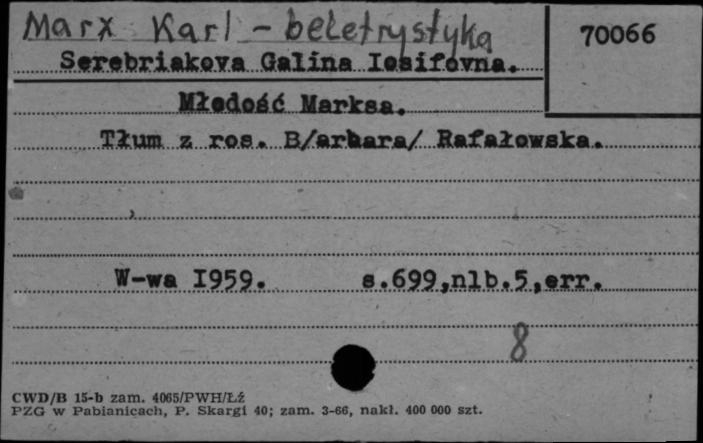 Marx Karl - beletrystyka
70066
Serebriakova Galina Iosifovna.
Młodość Marksa.
Tłum z ros. B/arbara/ Rafałowska.
W-wa I959. s.699,nlb.5,err.
8
CWD/B 15-b zam. 4065/PWH/Łź
PZG w Pabianicach, P. Skargi 40; zam. 3-66, nakł. 400 000 szt.